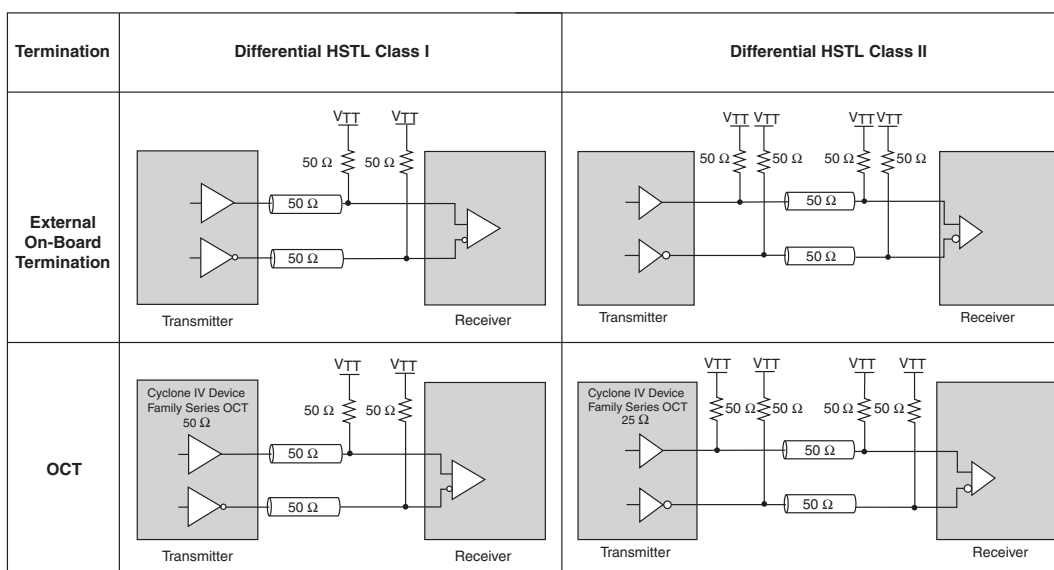 Termination
Differential HSTL Class I
Differential HSTL Class II
External
On-Board
Termination
VTT VTT
50 Ω 50 Ω
50 Ω
50 Ω
Transmitter
Receiver
VTT VTT VTT VTT
50 Ω 50 Ω 50 Ω 50 Ω
50 Ω
50 Ω
Transmitter
Receiver
OCT
Cyclone IV Device
Family Series OCT
50 Ω
VTT VTT
50 Ω 50 Ω
50 Ω
50 Ω
Transmitter
Receiver
Cyclone IV Device
Family Series OCT
25 Ω
VTT VTT VTT VTT
50 Ω 50 Ω 50 Ω 50 Ω
50 Ω
50 Ω
Transmitter
Receiver